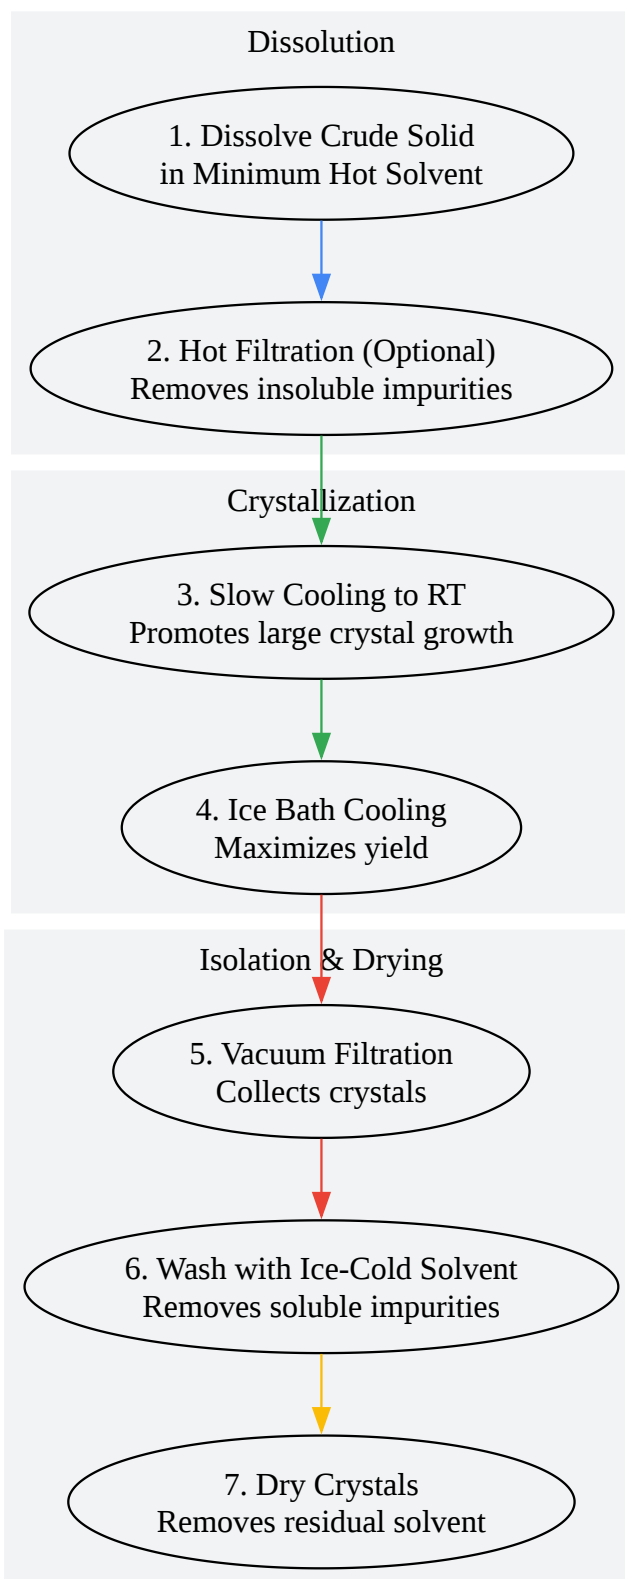 Dissolution
1. Dissolve Crude Solid
in Minimum Hot Solvent
2. Hot Filtration (Optional)
Removes insoluble impurities
Crystallization
3. Slow Cooling to RT
Promotes large crystal growth
4. Ice Bath Cooling
Maximizes yield
Isolation & Drying
5. Vacuum Filtration
Collects crystals
6. Wash with Ice-Cold Solvent
Removes soluble impurities
7. Dry Crystals
Removes residual solvent